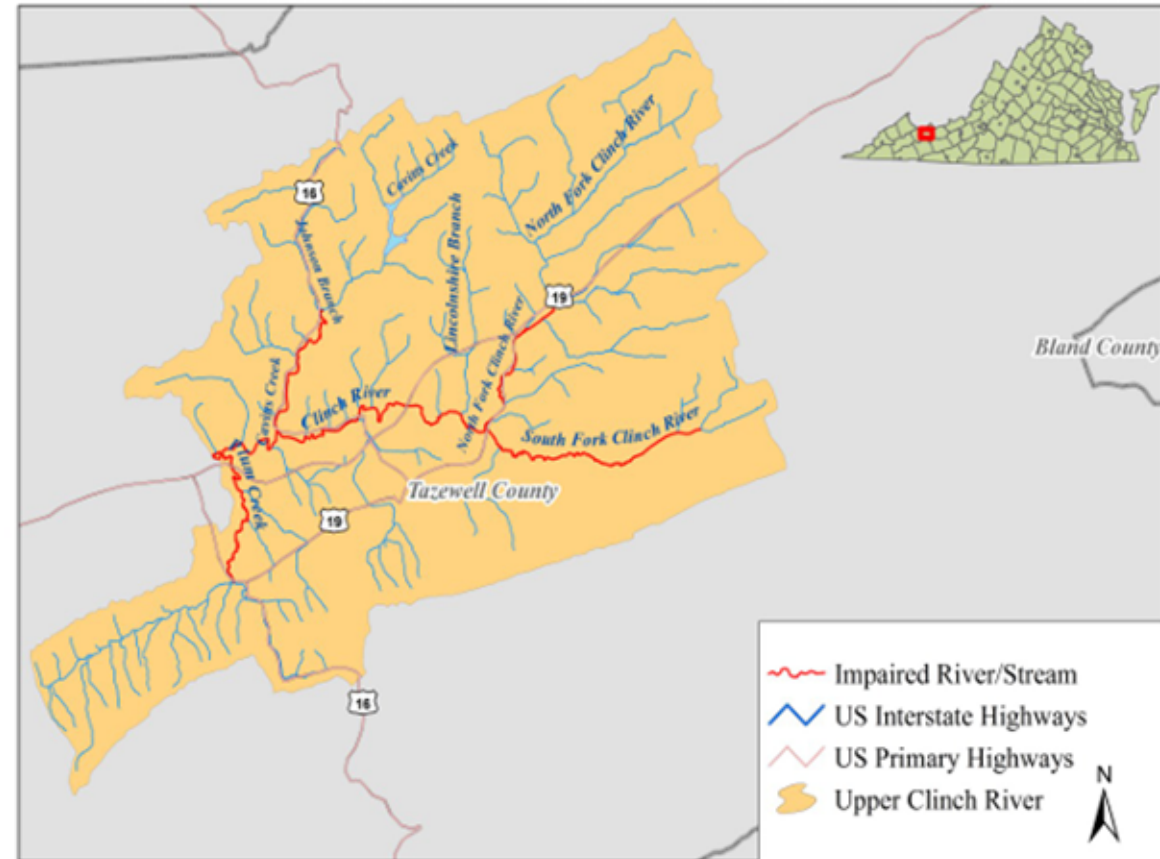 16
Cavitts Creek
North Fork Clinch River
Johnson Branch
Lincolnshire Branch
19
North Fork Clinch River
Bland County
Cavitts Creek
Clinch River
South Fork Clinch River
Plum Creek
Tazewell County
19
16
Impaired River/Stream
US Interstate Highways
US Primary Highways
Upper Clinch River
N